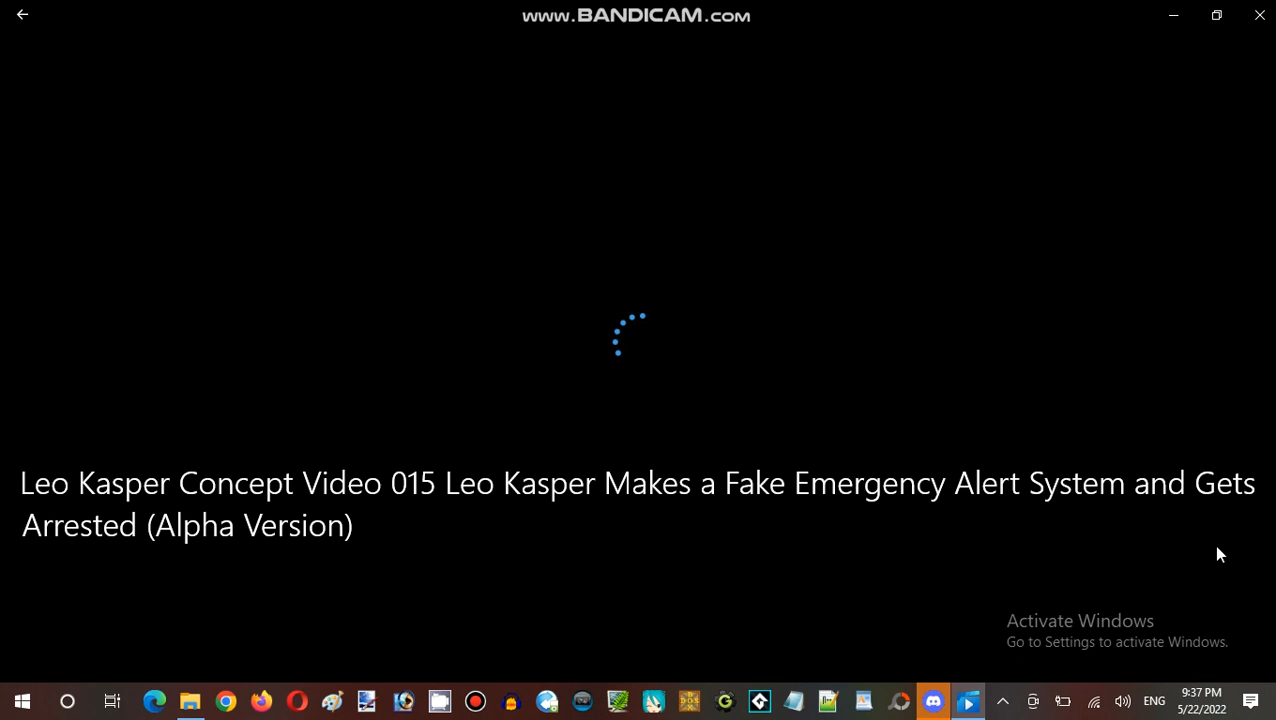 www.BANDICAM.com
Leo Kasper Concept Video 015 Leo Kasper Makes a Fake Emergency Alert System and Gets
Arrested (Alpha Version)
Activate Windows
Go to Settings to activate Windows.
DOS
ENG
9:37 PM
5/22/2022